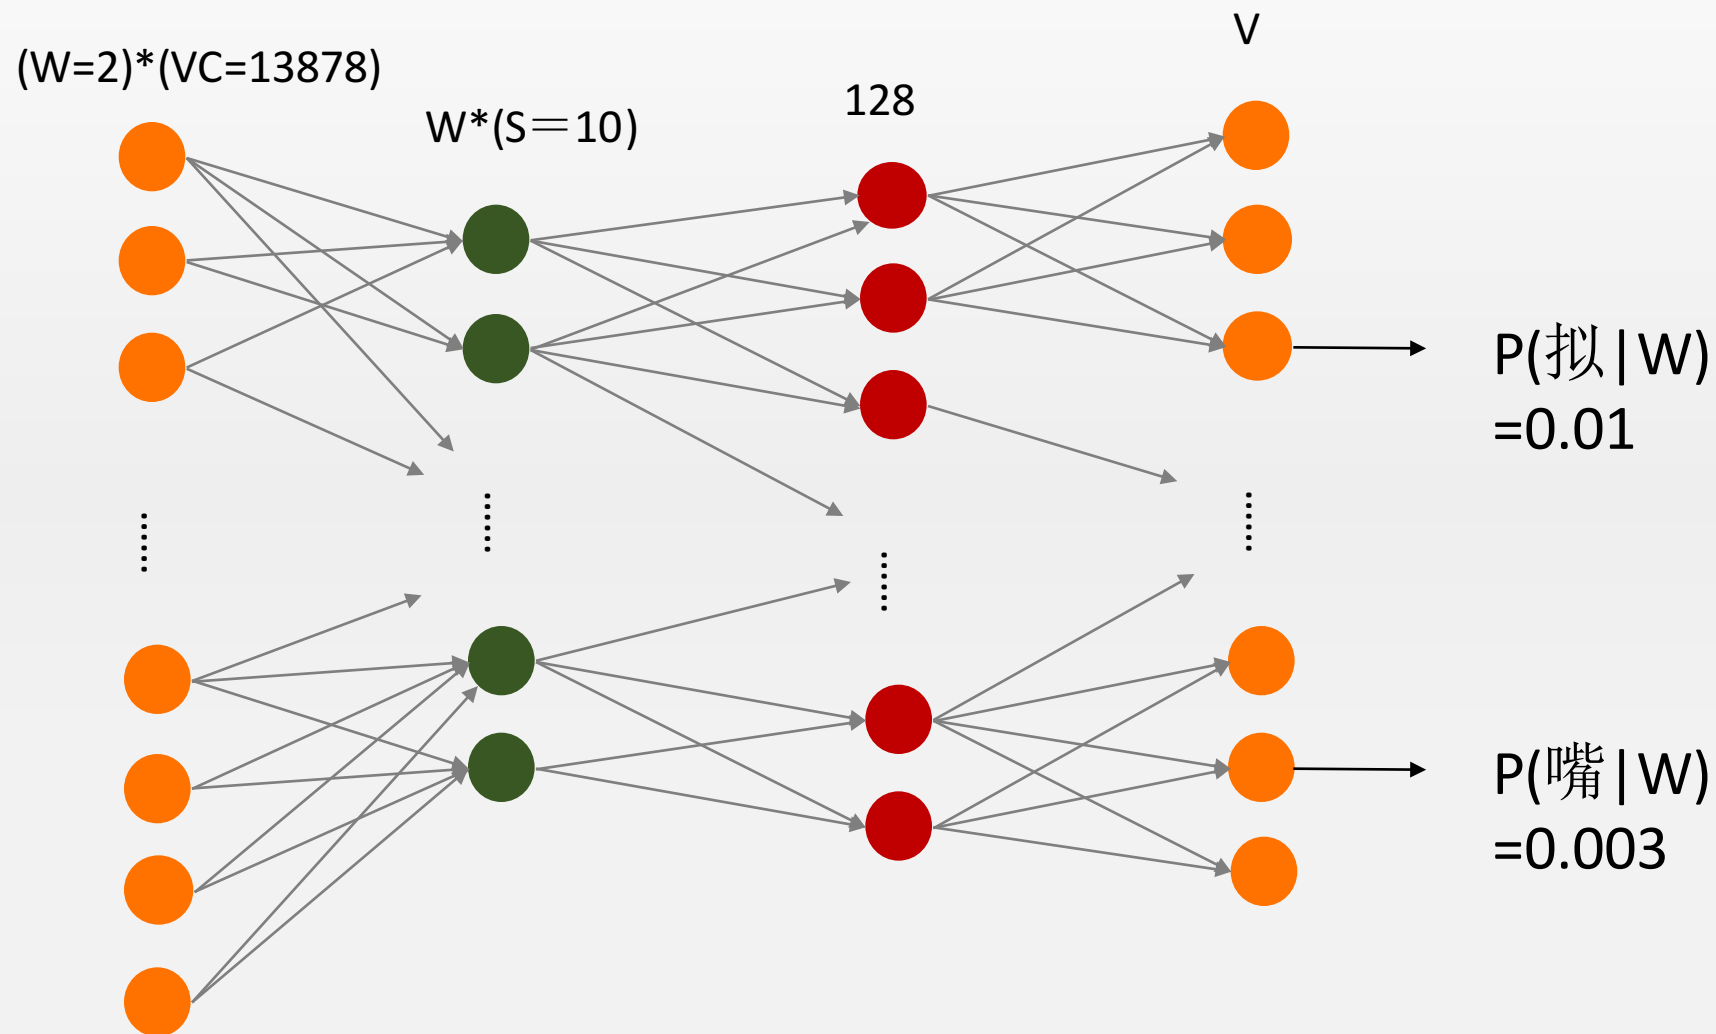 (W=2)*(VC=13878)
W*(S＝10)
128
V
P(拟|W)
=0.01
P(嘴|W)
=0.003